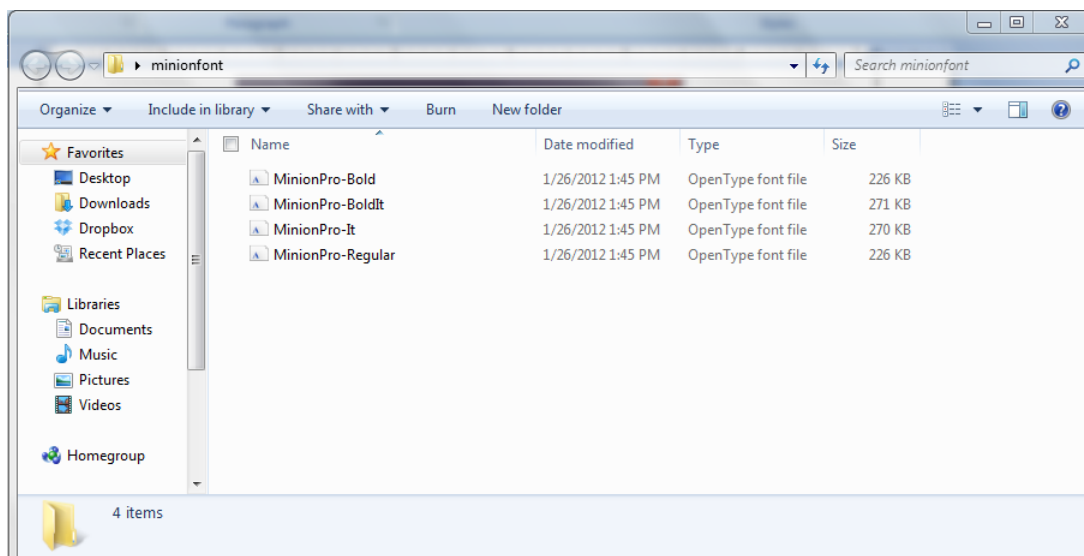 minionfont
Search minionfont
Organize Include in library Share with Burn New folder
Favorites
Desktop
Downloads
Dropbox
Recent Places
Libraries
Documents
Music
Pictures
Videos
Homegroup
Name Date modified Type Size
MinionPro-Bold 1/26/2012 1:45 PM OpenType font file 226 KB
MinionPro-BoldIt 1/26/2012 1:45 PM OpenType font file 271 KB
MinionPro-It 1/26/2012 1:45 PM OpenType font file 270 KB
MinionPro-Regular 1/26/2012 1:45 PM OpenType font file 226 KB
4 items